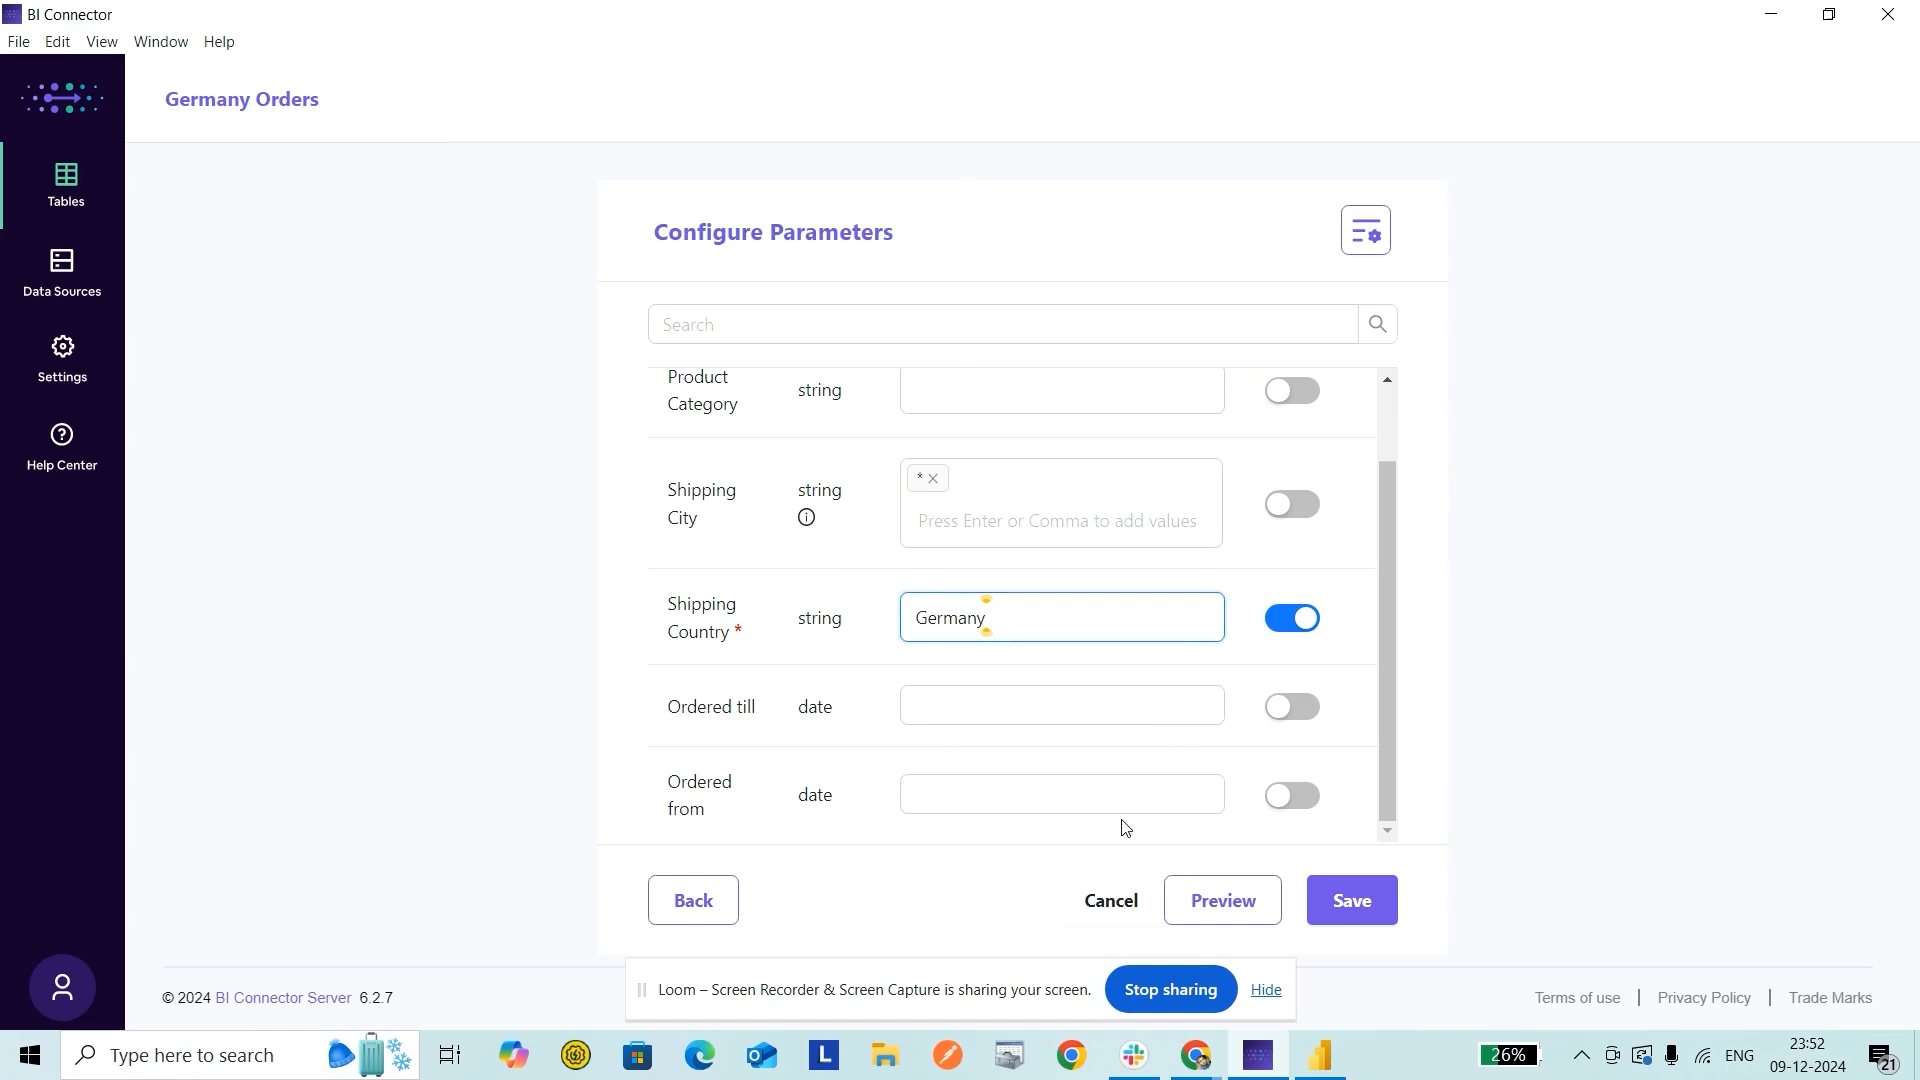 BI Connector
File Edit View Window Help
Germany Orders
Tables
Data Sources
Settings
Help Center
Configure Parameters
Search
Product
Category
string
Shipping
City
string
* ×
Press Enter or Comma to add values
Shipping
Country *
string
Germany
Ordered till
date
Ordered
from
date
Back
Cancel
Preview
Save
© 2024 BI Connector Server 6.2.7
Loom – Screen Recorder & Screen Capture is sharing your screen.
Stop sharing
Hide
Terms of use | Privacy Policy | Trade Marks
Type here to search
L
26%
ENG
23:52
09-12-2024
21